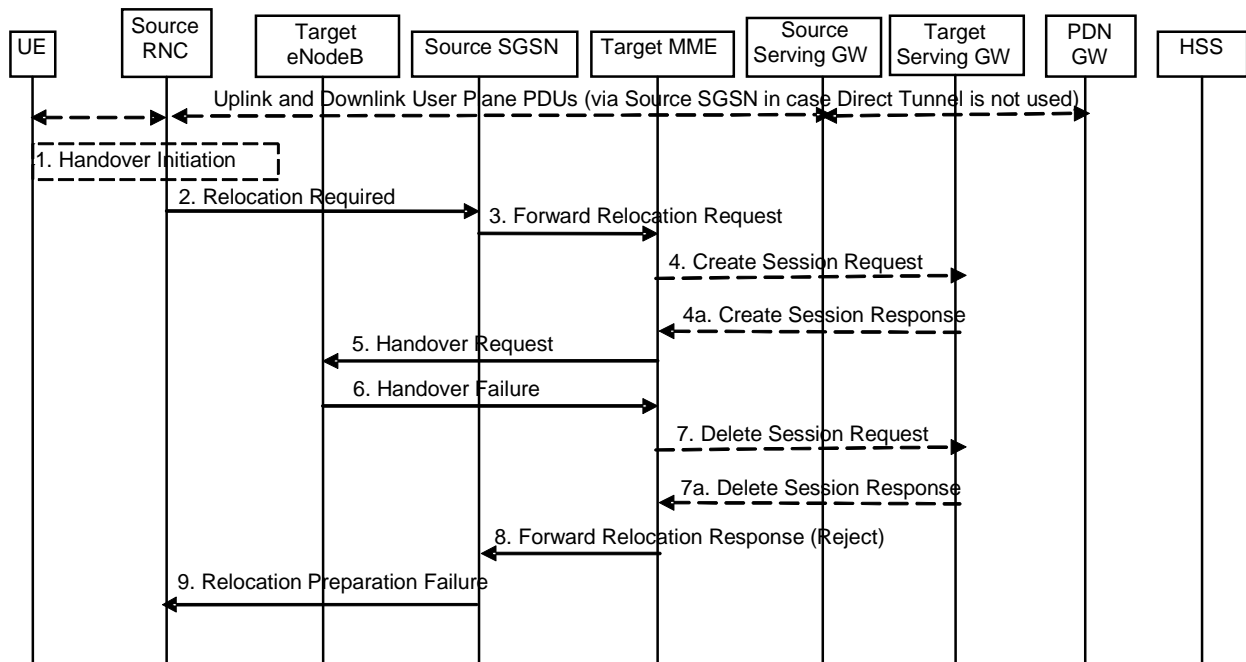 UE
Source
RNC
Target
eNodeB
Source SGSN
Target MME
Source
Serving GW
Target
Serving GW
PDN
GW
HSS
Uplink and Downlink User Plane PDUs (via Source SGSN in case Direct Tunnel is not used)
1. Handover Initiation
2. Relocation Required
3. Forward Relocation Request
4. Create Session Request
4a. Create Session Response
5. Handover Request
6. Handover Failure
7. Delete Session Request
7a. Delete Session Response
8. Forward Relocation Response (Reject)
9. Relocation Preparation Failure